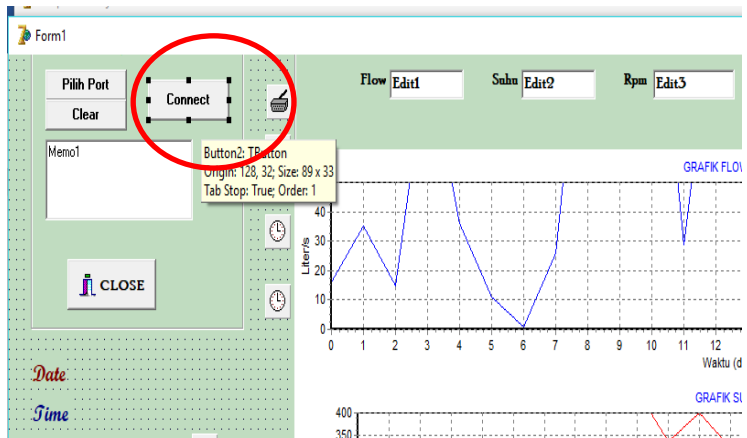 Form1
Pilih Port
Clear
Connect
Flow Edit1 Suhu Edit2 Rpm Edit3
Memo1
Button2: TButton
Origin: 128, 32; Size: 89 x 33
Tab Stop: True; Order: 1
GRAFIK FLOW
40
30
20
10
0
Liter/s
0 1 2 3 4 5 6 7 8 9 10 11 12
Waktu (d
CLOSE
Date
Time
GRAFIK SU
400
350